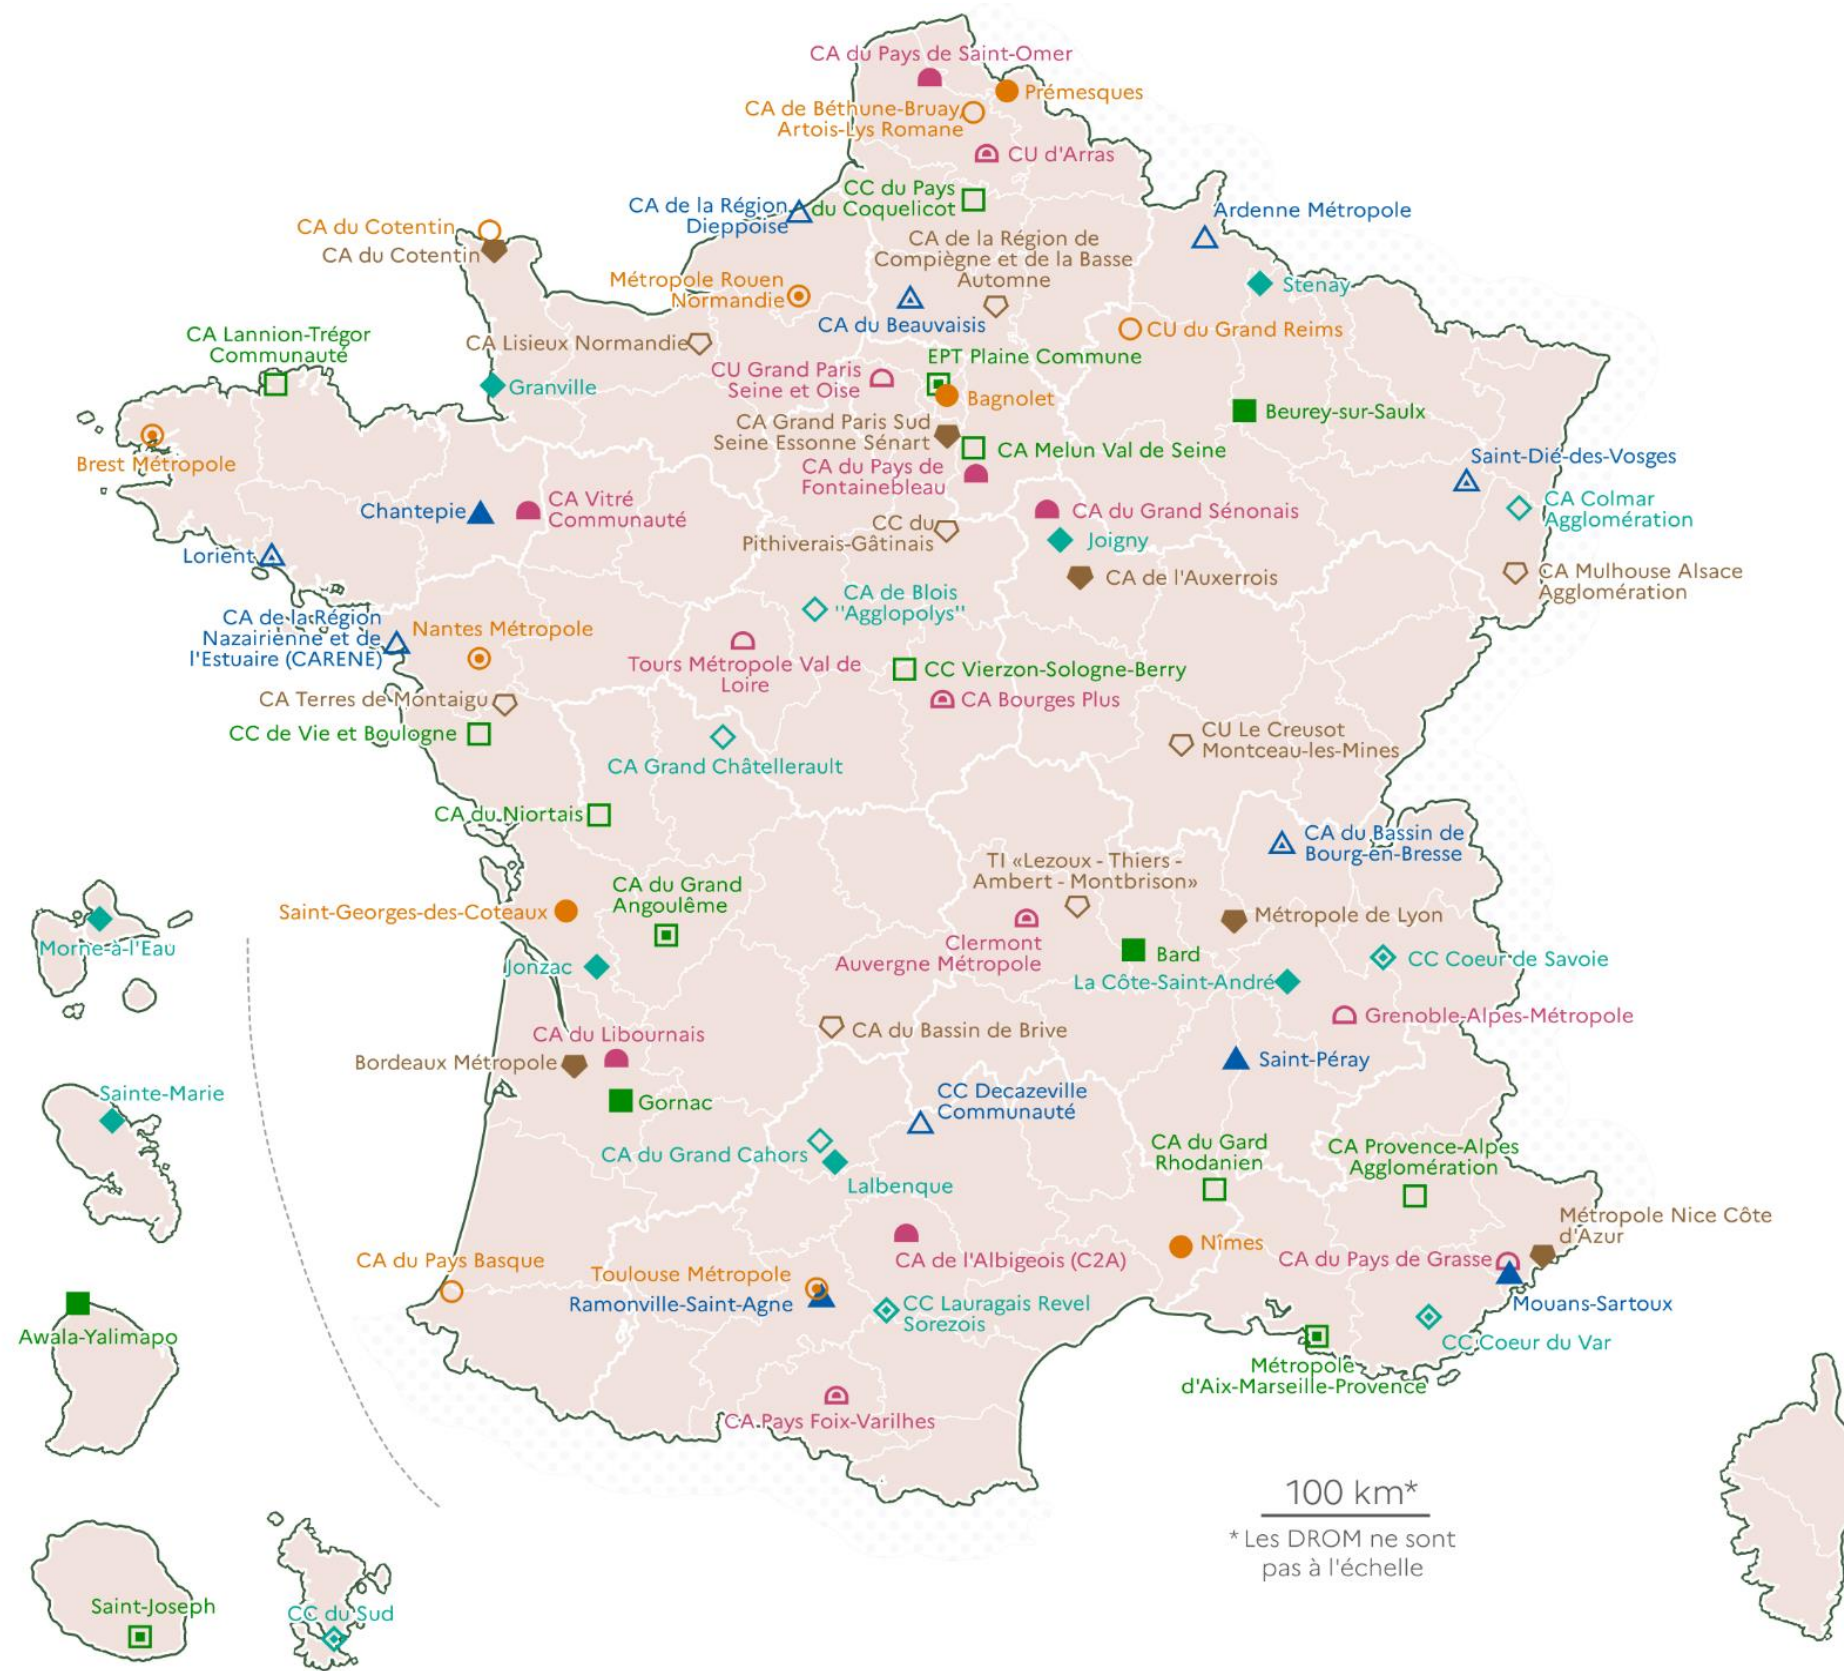 CA du Pays de Saint-Omer
Prémesques
CA de Béthune-Bruay,
Artois-Lys Romane
CU d'Arras
CC du Pays
du Coquelicot
CA de la Région
Dieppoise
Ardenne Métropole
CA du Cotentin
CA du Cotentin
CA de la Région de
Compiègne et de la Basse
Automne
Métropole Rouen
Normandie
Stenay
CA du Beauvaisis
CU du Grand Reims
CA Lannion-Trégor
Communauté
CA Lisieux Normandie
EPT Plaine Commune
CU Grand Paris
Seine et Oise
Granville
Bagnolet
Beurey-sur-Saulx
CA Grand Paris Sud
Seine Essonne Sénart
CA Melun Val de Seine
Brest Métropole
Saint-Dié-des-Vosges
CA du Pays de
Fontainebleau
CA Vitré
Communauté
Chantepie
CA du Grand Sénonais
CA Colmar
Agglomération
CC du
Pithiverais-Gâtinais
Joigny
Lorient
CA de l'Auxerrois
CA Mulhouse Alsace
Agglomération
CA de Blois
"Agglopolys"
CA de la Région
Nazairienne et de
l'Estuaire (CARENE)
Nantes Métropole
Tours Métropole Val de
Loire
CC Vierzon-Sologne-Berry
CA Terres de Montaigu
CA Bourges Plus
CC de Vie et Boulogne
CU Le Creusot
Montceau-les-Mines
CA Grand Châtellerault
CA du Niortais
CA du Bassin de
Bourg-en-Bresse
TI «Lezoux - Thiers -
Ambert - Montbrison»
CA du Grand
Angoulême
Saint-Georges-des-Coteaux
Métropole de Lyon
Morne-à-l'Eau
Clermont
Auvergne Métropole
Bard
CC Coeur de Savoie
Jonzac
La Côte-Saint-André
Grenoble-Alpes-Métropole
CA du Libournais
CA du Bassin de Brive
Bordeaux Métropole
Saint-Péray
Sainte-Marie
Gornac
CC Decazeville
Communauté
CA du Grand Cahors
CA du Gard
Rhodanien
CA Provence-Alpes
Agglomération
Lalbenque
Métropole Nice Côte
d'Azur
Nîmes
CA du Pays Basque
CA de l'Albigeois (C2A)
CA du Pays de Grasse
Toulouse Métropole
Ramonville-Saint-Agne
CC Lauragais Revel
Sorezois
Mouans-Sartoux
Awala-Yalimapo
CC Coeur du Var
Métropole
d'Aix-Marseille-Provence
CA Pays Foix-Varilhes
100 km*
* Les DROM ne sont
pas à l'échelle
Saint-Joseph
CC du Sud